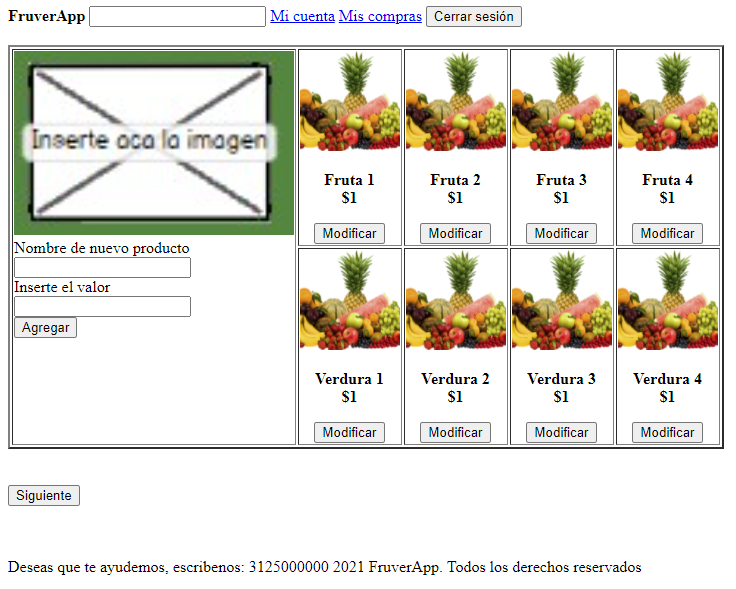 FruverApp Mi cuenta Mis compras Cerrar sesión
Inserte aca la imagen
Nombre de nuevo producto
Inserte el valor
Agregar
Fruta 1
$1
Modificar
Fruta 2
$1
Modificar
Fruta 3
$1
Modificar
Fruta 4
$1
Modificar
Verdura 1
$1
Modificar
Verdura 2
$1
Modificar
Verdura 3
$1
Modificar
Verdura 4
$1
Modificar
Siguiente
Deseas que te ayudemos, escribenos: 3125000000 2021 FruverApp. Todos los derechos reservados